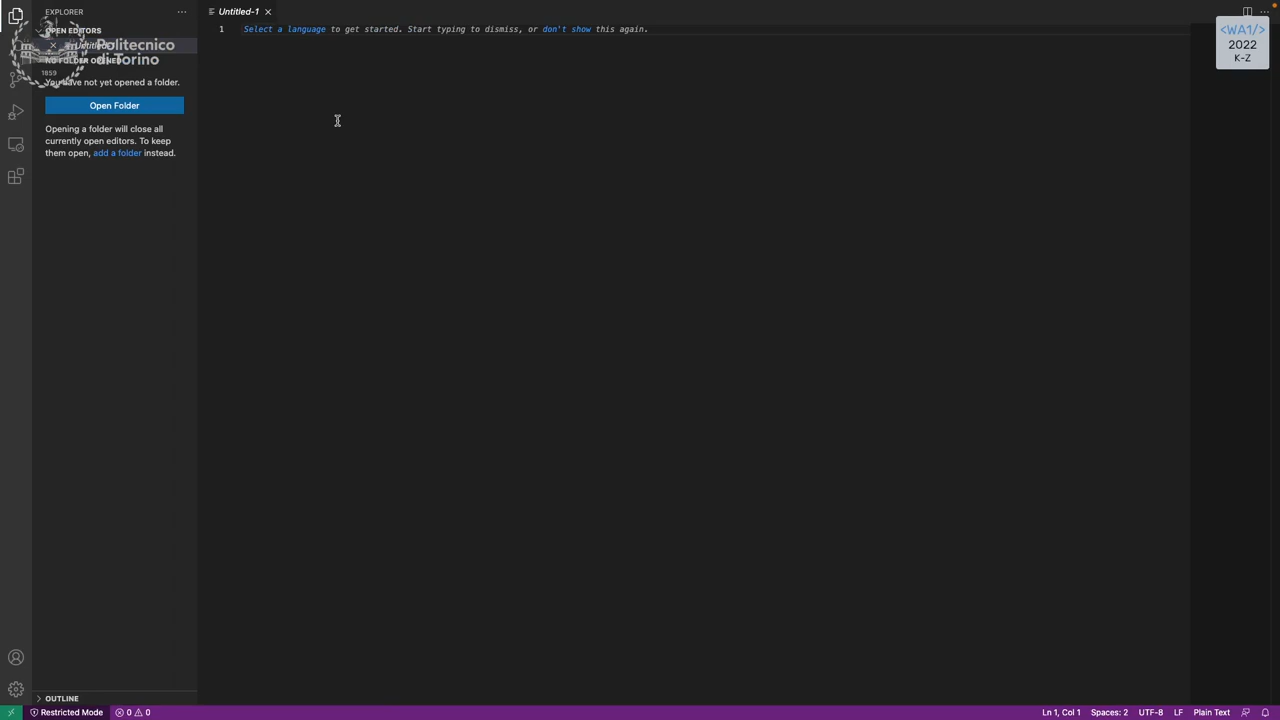 EXPLORER
Untitled-1
OPEN EDITORS
Untitled-1
Politecnico
di Torino
1859
NO FOLDER OPENED
You have not yet opened a folder.
Open Folder
Opening a folder will close all
currently open editors. To keep
them open, add a folder instead.
1
Select a language to get started. Start typing to dismiss, or don't show this again.
<WA1/>
2022
K-Z
OUTLINE
Restricted Mode
0 0
Ln 1, Col 1
Spaces: 2
UTF-8
LF
Plain Text